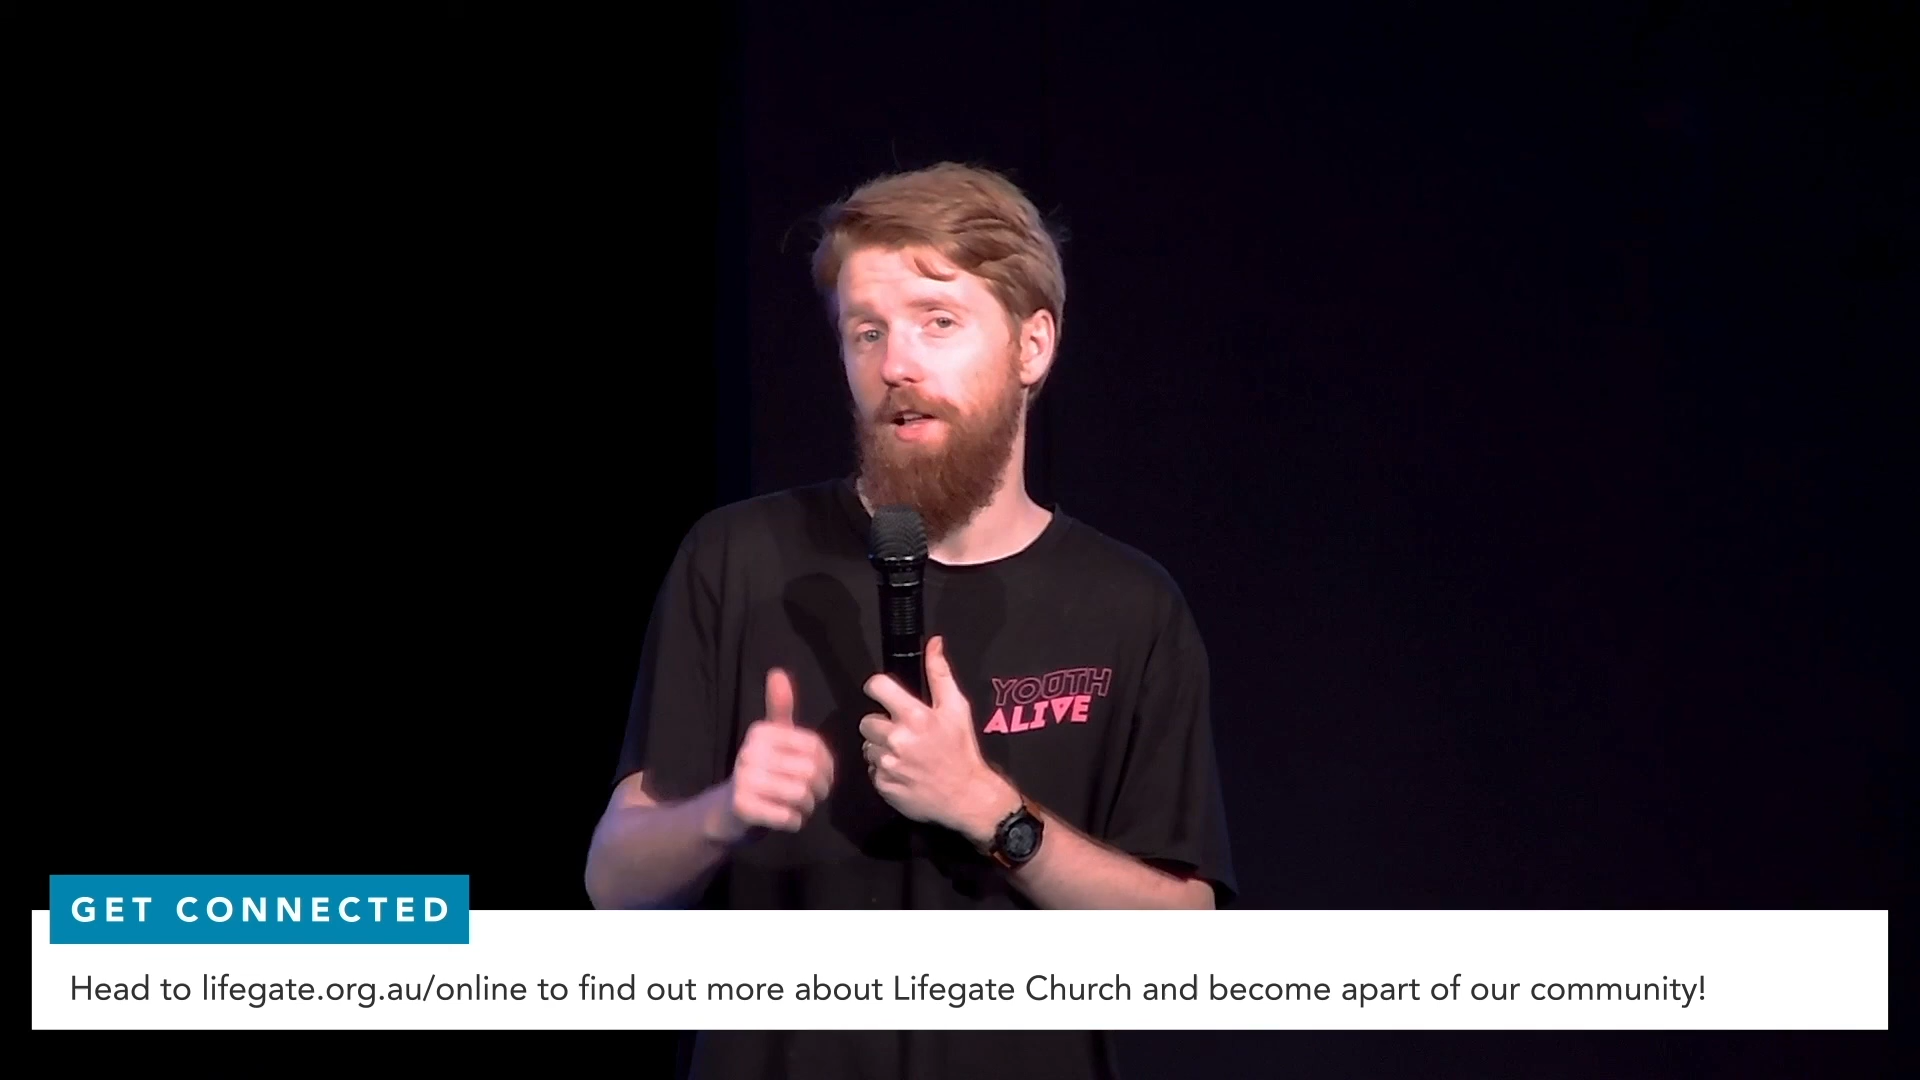 YOUTH
ALIVE
GET CONNECTED
Head to lifegate.org.au/online to find out more about Lifegate Church and become apart of our community!